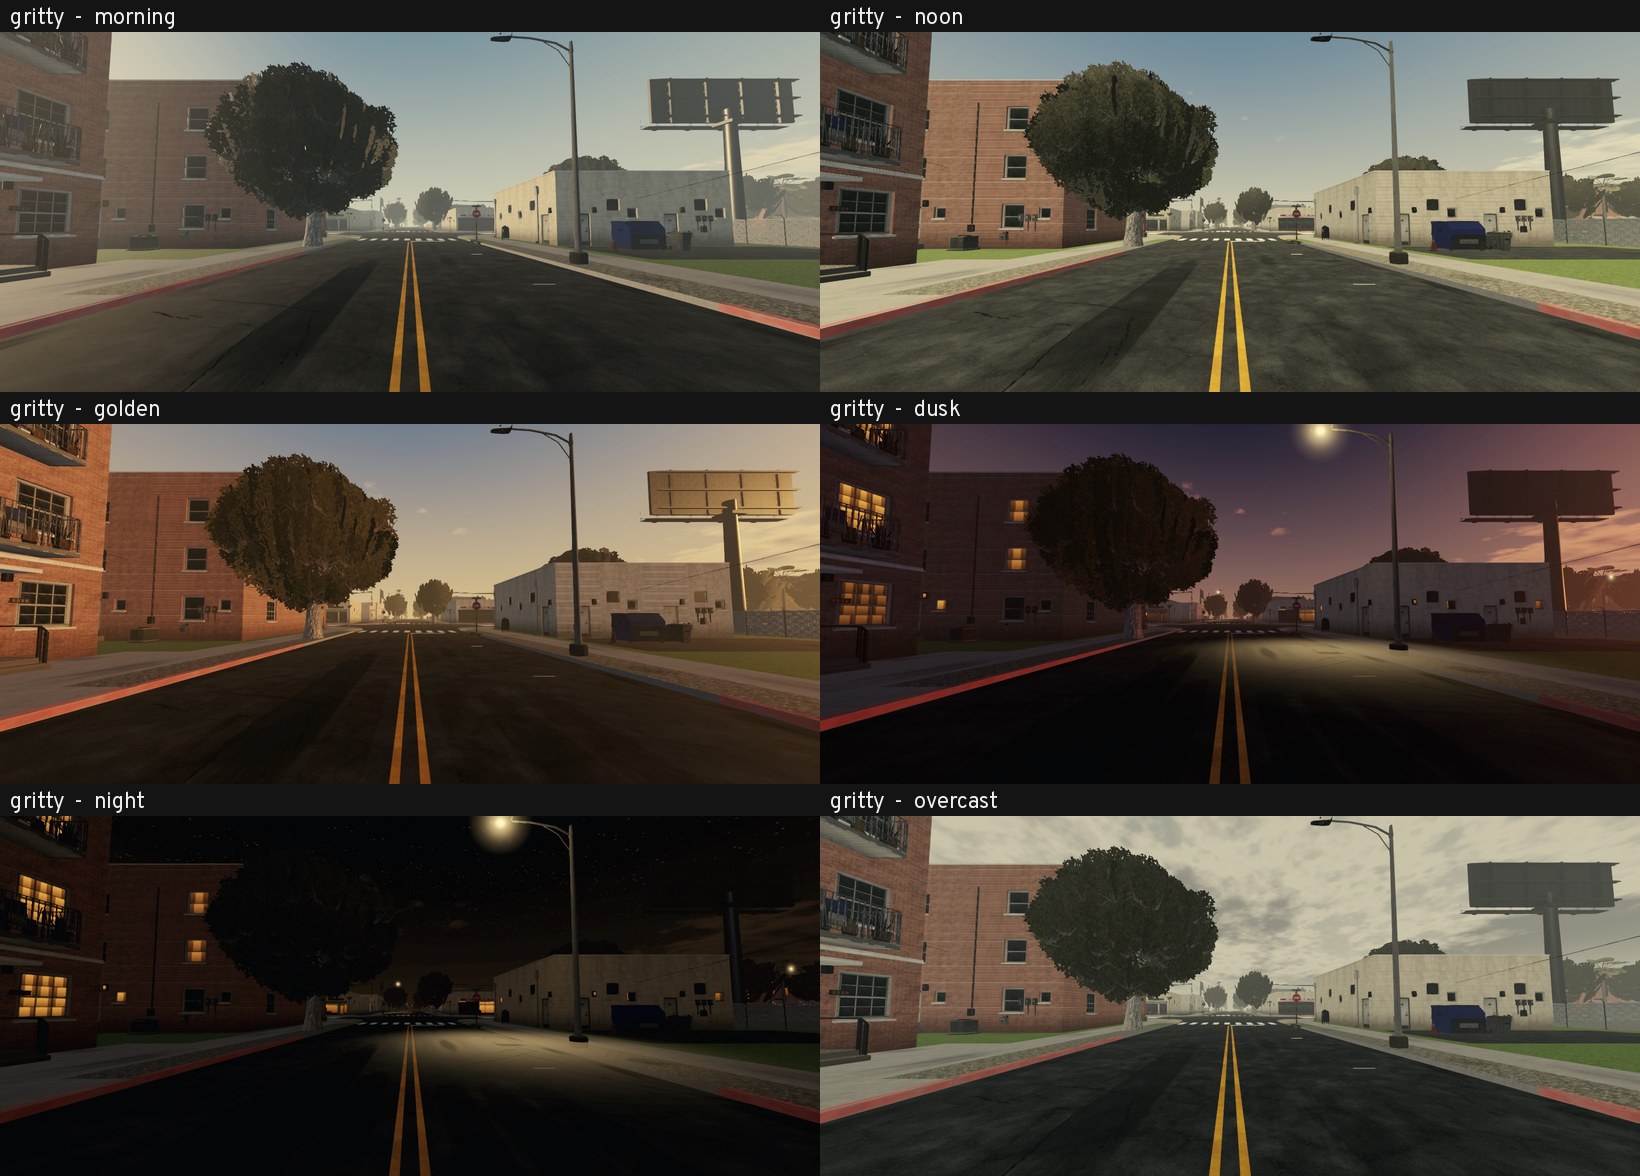 gritty - morning
gritty - noon
gritty - golden
gritty - dusk
gritty - night
gritty - overcast